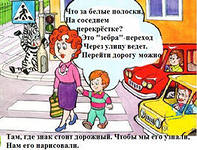 Что за белые полоски
На соседнем
перекрёстке?
Это "зебра"-переход
Через улицу ведет.
Перейти дорогу можно
Там, где знак стоит дорожный. Чтобы мы его узнали,
Нам его нарисовали.